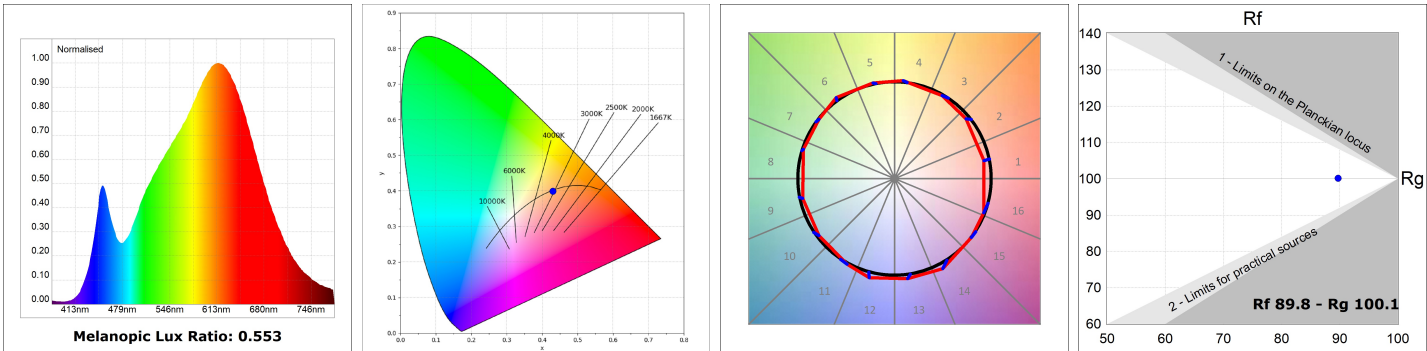 Normalised
1.00
0.90
0.80
0.70
0.60
0.50
0.40
0.30
0.20
0.10
0.00
413nm 479nm 546nm 613nm 680nm 746nm
Melanopic Lux Ratio: 0.553
0.9
0.8
0.7
0.6
0.5
0.4
0.3
0.2
0.1
0.0
y
1667K
2000K
2500K
3000K
4000K
6000K
10000K
0.0 0.1 0.2 0.3 0.4 0.5 0.6 0.7 0.8
x
1
2
3
4
5
6
7
8
9
10
11
12
13
14
15
16
Rf
140
130
120
110
100
90
80
70
60
1 - Limits on the Planckian locus
Rg
2 - Limits for practical sources
Rf 89.8 - Rg 100.1
50 60 70 80 90 100